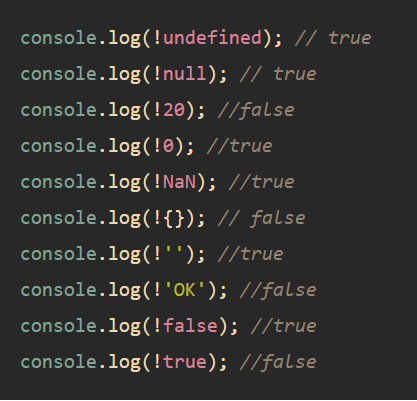 console.log(!undefined); // true
console.log(!null); // true
console.log(!20); //false
console.log(!0); //true
console.log(!NaN); //true
console.log(!{}); // false
console.log(!''); //true
console.log(!'OK'); //false
console.log(!false); //true
console.log(!true); //false